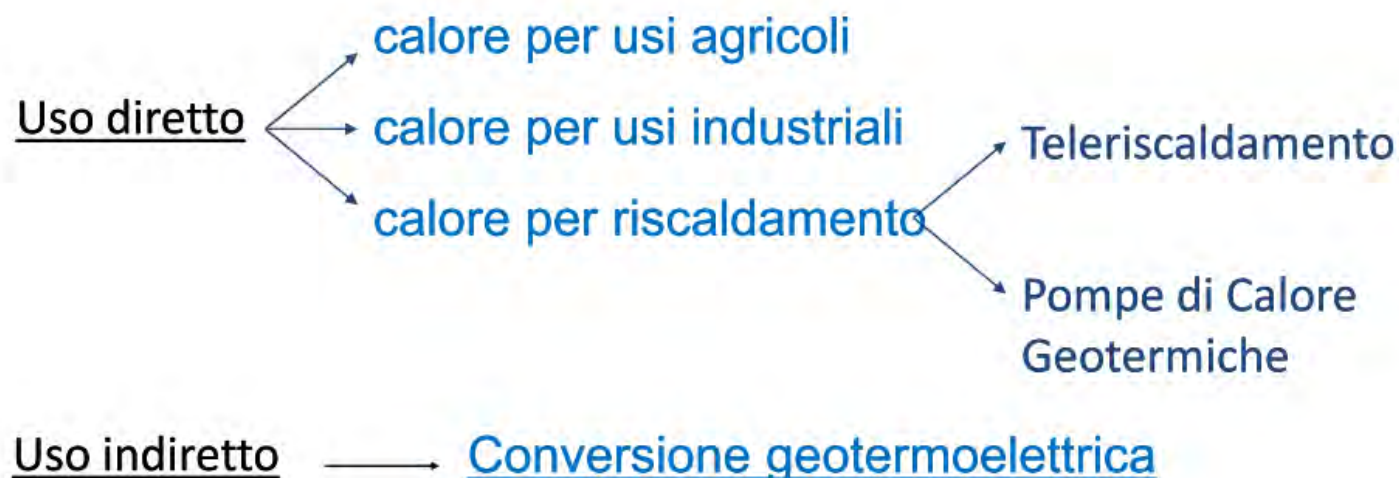 calore per usi agricoli
Uso diretto
calore per usi industriali
Teleriscaldamento
calore per riscaldamento
Pompe di Calore
Geotermiche
Uso indiretto
Conversione geotermoelettrica